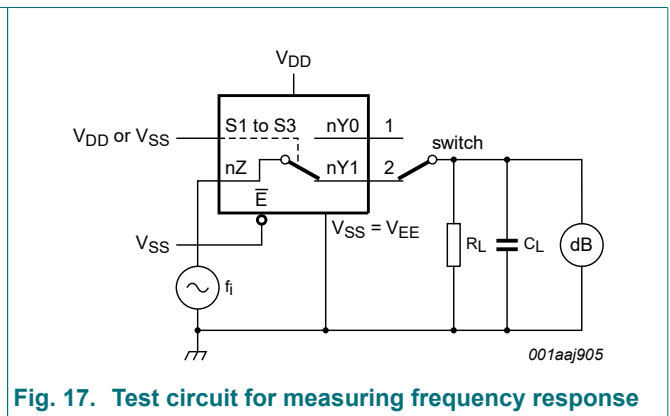 VDD
VDD or VSS
S1 to S3
nY0
1
switch
nZ
nY1
2
E
VSS
VSS = VEE
RL
CL
dB
fi
001aaj905
Fig. 17. Test circuit for measuring frequency response